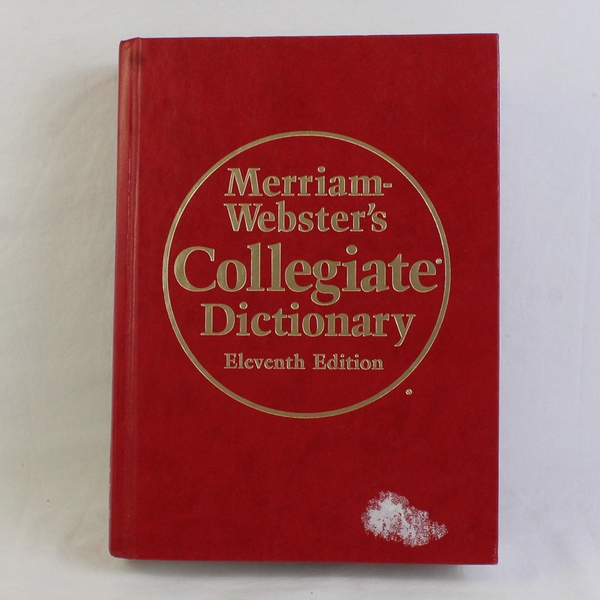 Merriam-
Webster's
Collegiate®
Dictionary
Eleventh Edition
®